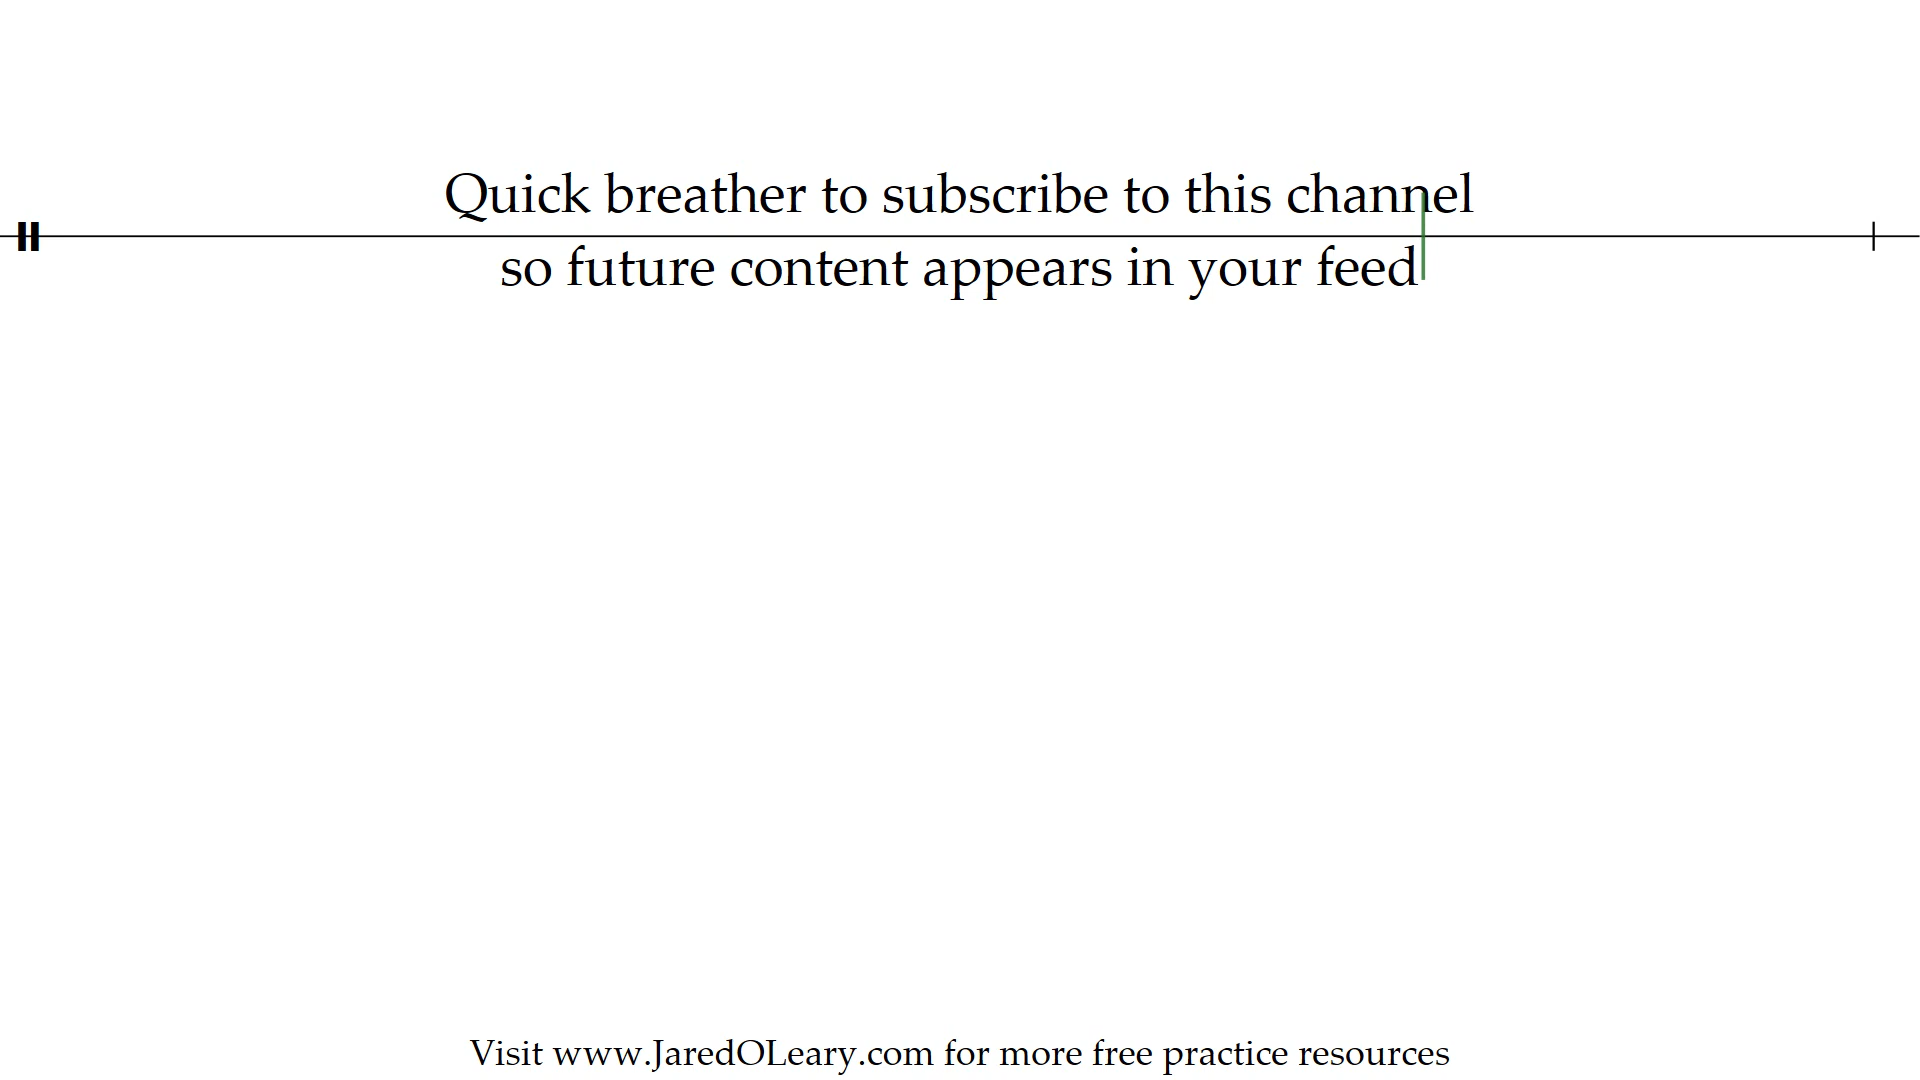 Quick breather to subscribe to this channel
so future content appears in your feed
Visit www.JaredOLeary.com for more free practice resources